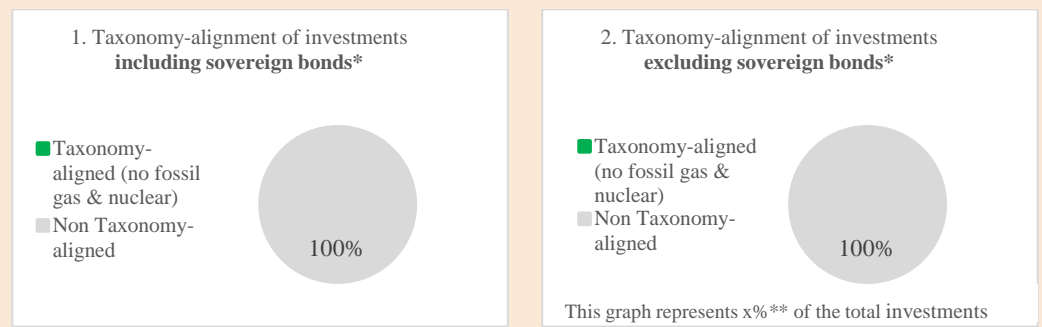 1. Taxonomy-alignment of investments
including sovereign bonds*
Taxonomy-
aligned (no fossil
gas & nuclear)
Non Taxonomy-
aligned
100%
2. Taxonomy-alignment of investments
excluding sovereign bonds*
Taxonomy-aligned
(no fossil gas &
nuclear)
Non Taxonomy-
aligned
100%
This graph represents x%** of the total investments